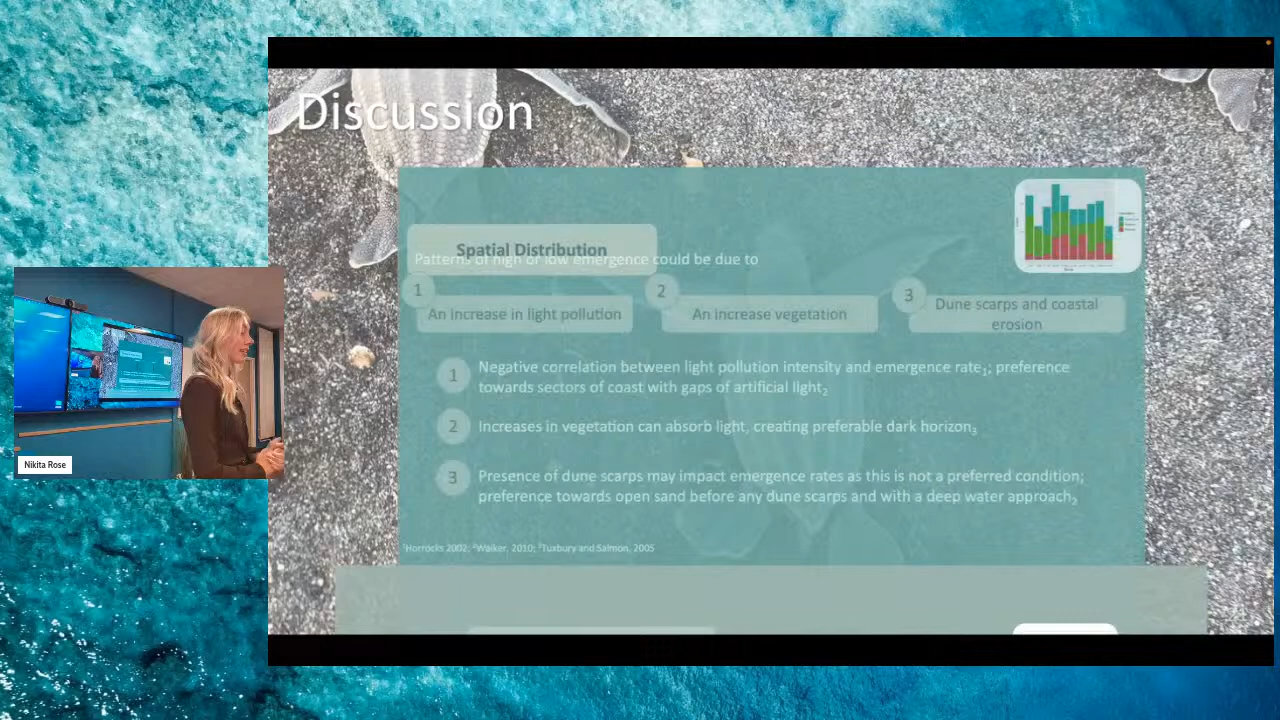 Discussion
Spatial Distribution
Patterns of high or low emergence could be due to
1
An increase in light pollution
2
An increase vegetation
3
Dune scarps and coastal
erosion
1
Negative correlation between light pollution intensity and emergence rate₁; preference
towards sectors of coast with gaps of artificial light₂
2
Increases in vegetation can absorb light, creating preferable dark horizon₃
3
Presence of dune scarps may impact emergence rates as this is not a preferred condition;
preference towards open sand before any dune scarps and with a deep water approach₂
¹Horrocks 2002; ²Walker, 2010; ³Tuxbury and Salmon, 2005
Nikita Rose